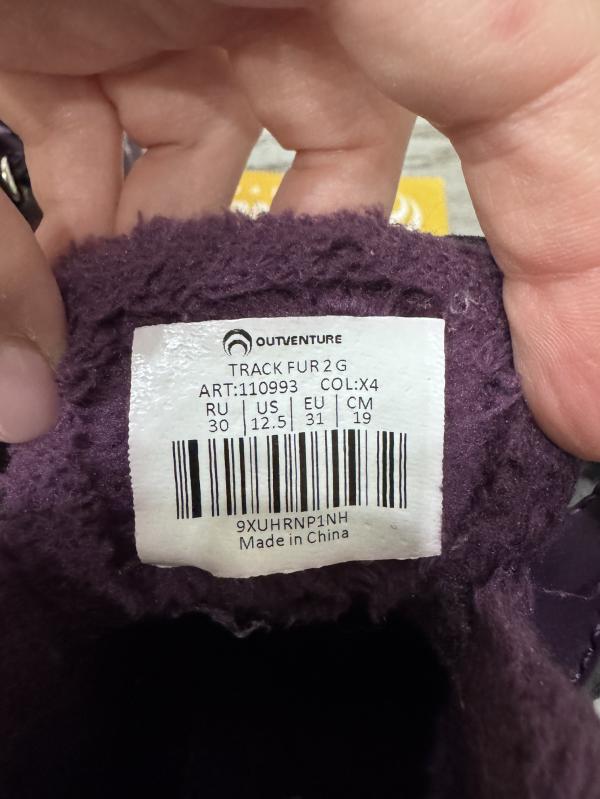 OUTVENTURE
TRACK FUR 2 G
ART:110993 COL:X4
RU US EU CM
30 12.5 31 19
9XUHRNP1NH
Made in China